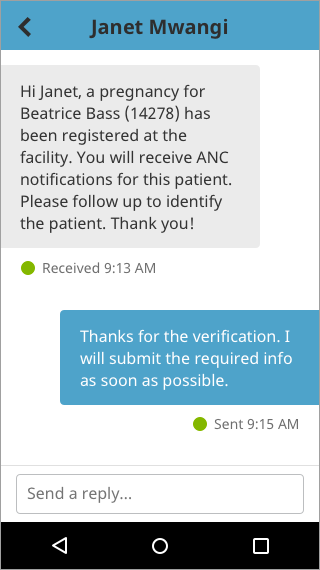 Janet Mwangi
Hi Janet, a pregnancy for
Beatrice Bass (14278) has
been registered at the
facility. You will receive ANC
notifications for this patient.
Please follow up to identify
the patient. Thank you!
Received 9:13 AM
Thanks for the verification. I
will submit the required info
as soon as possible.
Sent 9:15 AM
Send a reply...